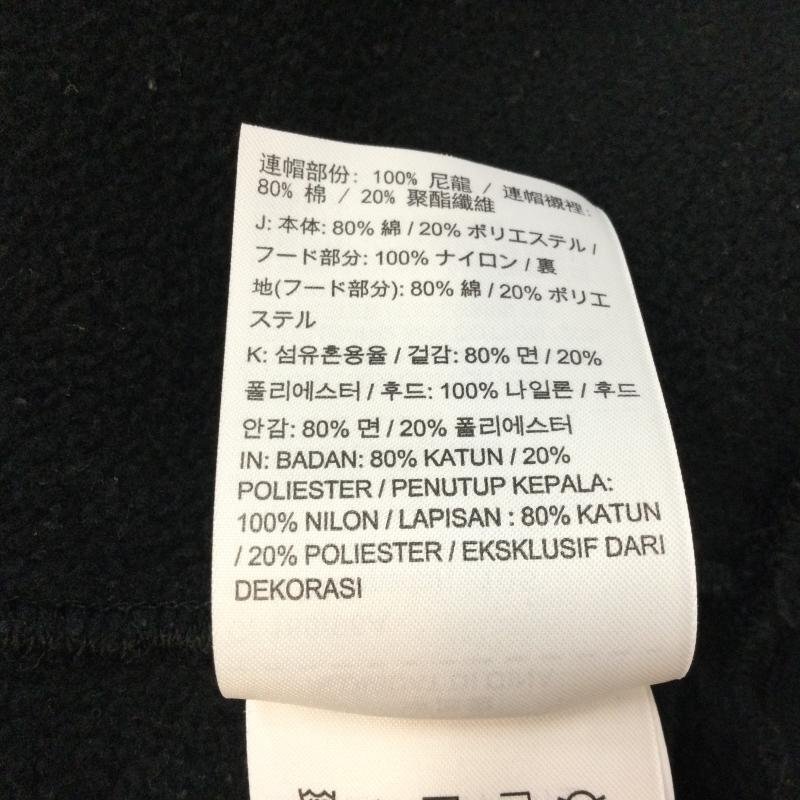 連帽部份: 100% 尼龍 / 連帽襯裡:
80% 棉 / 20% 聚酯纖維
J: 本体: 80% 綿 / 20% ポリエステル /
フード部分: 100% ナイロン / 裏
地(フード部分): 80% 綿 / 20% ポリエ
ステル
K: 섬유혼용율 / 겉감: 80% 면 / 20%
폴리에스터 / 후드: 100% 나일론 / 후드
안감: 80% 면 / 20% 폴리에스터
IN: BADAN: 80% KATUN / 20%
POLIESTER / PENUTUP KEPALA:
100% NILON / LAPISAN : 80% KATUN
/ 20% POLIESTER / EKSKLUSIF DARI
DEKORASI